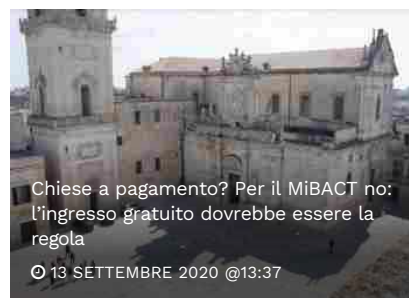 Chiese a pagamento? Per il MiBACT no:
l’ingresso gratuito dovrebbe essere la
regola
13 SETTEMBRE 2020 @13:37